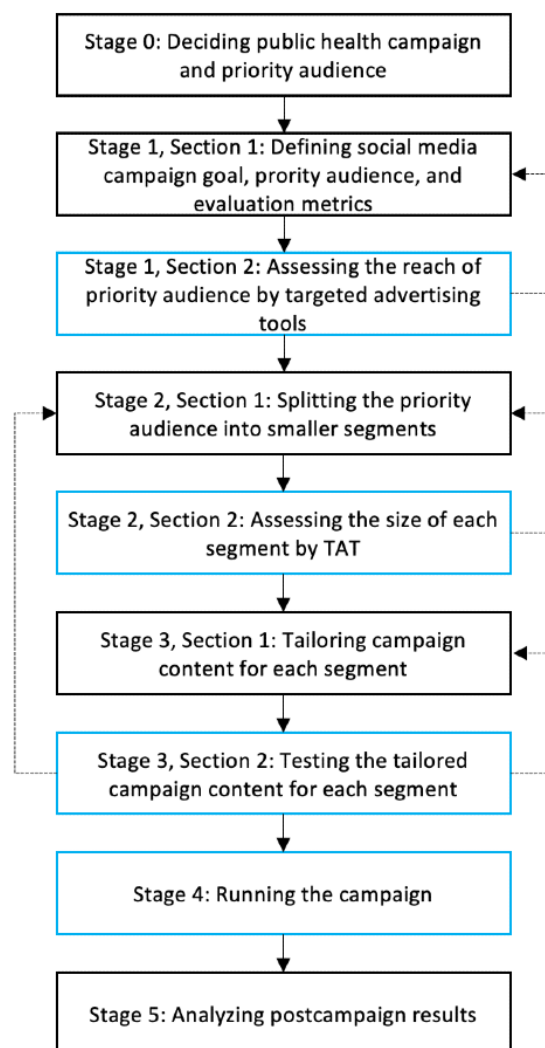 Stage 0: Deciding public health campaign
and priority audience
Stage 1, Section 1: Defining social media
campaign goal, prority audience, and
evaluation metrics
Stage 1, Section 2: Assessing the reach of
priority audience by targeted advertising
tools
Stage 2, Section 1: Splitting the priority
audience into smaller segments
Stage 2, Section 2: Assessing the size of each
segment by TAT
Stage 3, Section 1: Tailoring campaign
content for each segment
Stage 3, Section 2: Testing the tailored
campaign content for each segment
Stage 4: Running the campaign
Stage 5: Analyzing postcampaign results